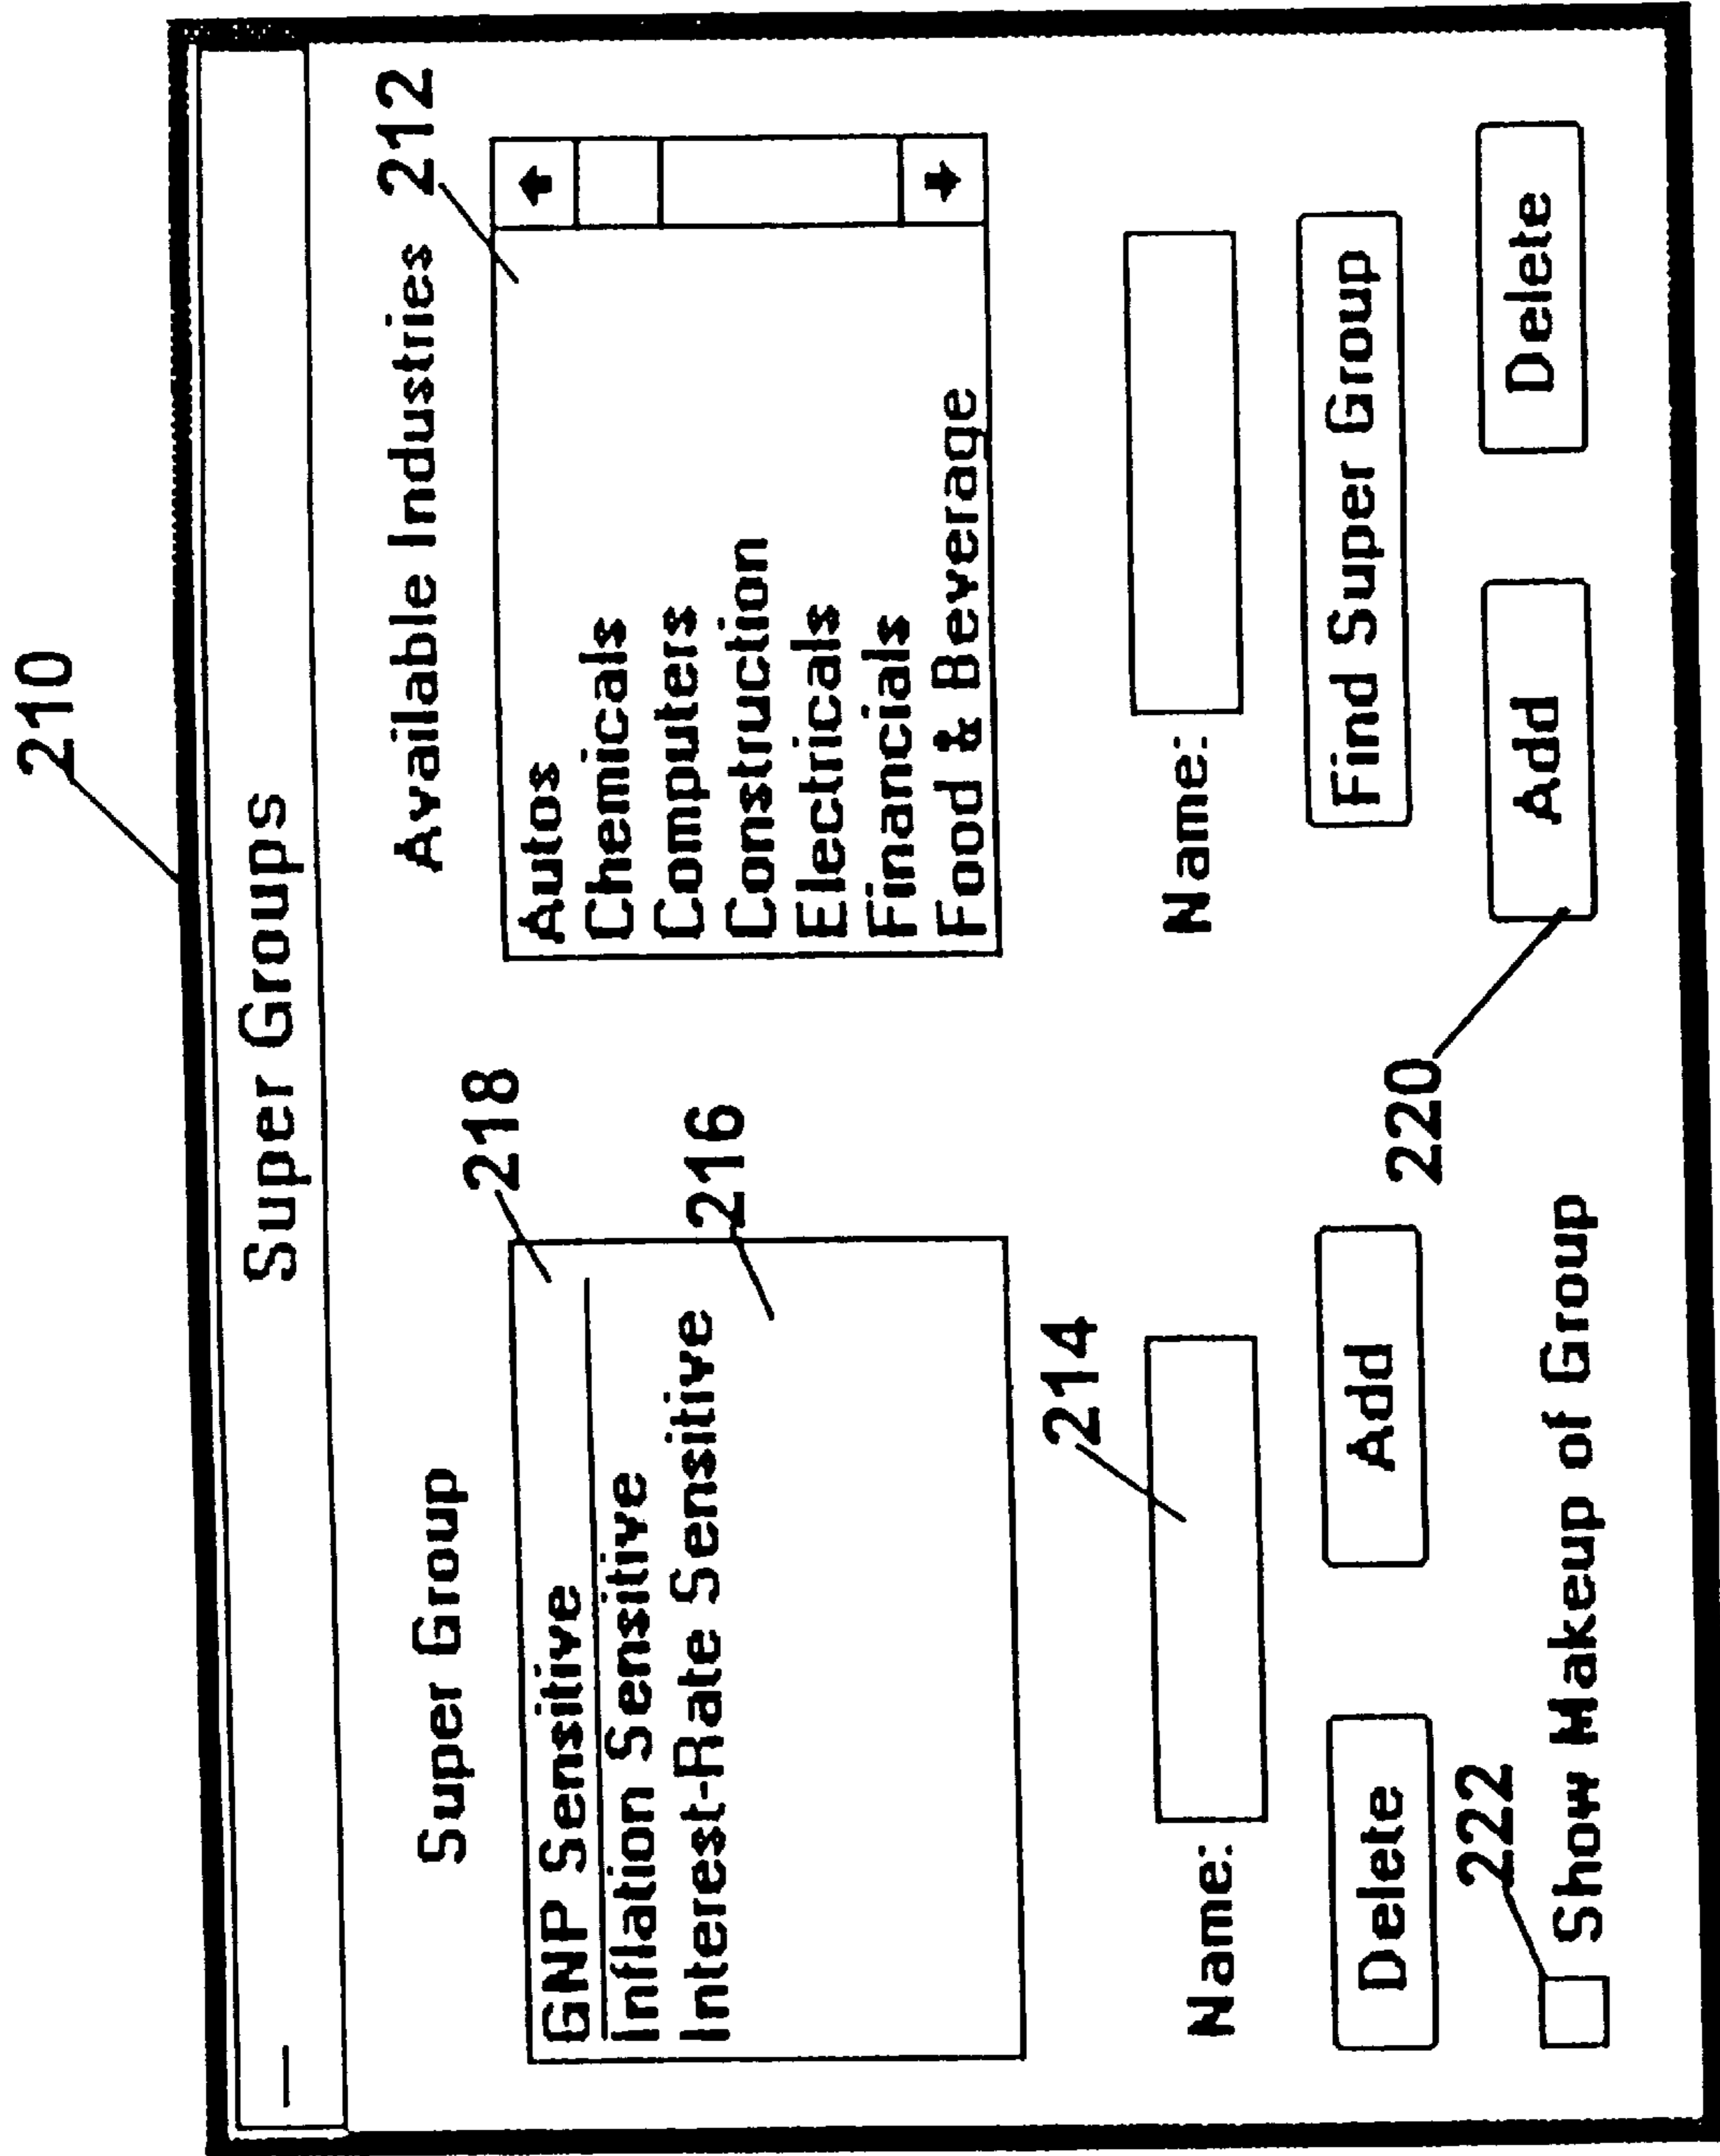 210
Super Groups
Super Group
218
GNP Sensitive
Inflation Sensitive
Interest-Rate Sensitive
216
214
Name:
Delete
Add
222
Show Makeup of Group
Available Industries
212
Autos
Chemicals
Computers
Construction
Electricals
Financials
Food & Beverage
Name:
Find Super Group
220
Add
Delete